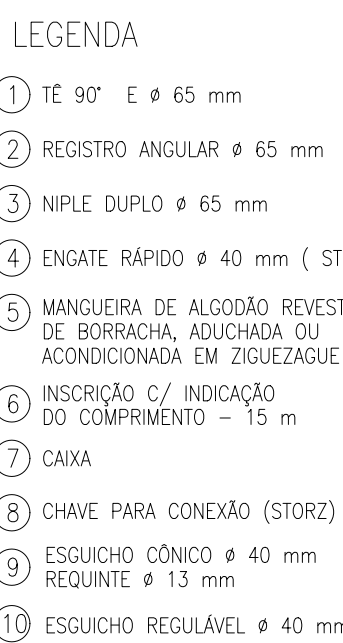 LEGENDA
1 TÊ 90° E ø 65 mm
2 REGISTRO ANGULAR ø 65 mm
3 NIPLE DUPLO ø 65 mm
4 ENGATE RÁPIDO ø 40 mm ( ST
5 MANGUEIRA DE ALGODÃO REVEST
DE BORRACHA, ADUCHADA OU
ACONDICIONADA EM ZIGUEZAGUE
6 INSCRIÇÃO C/ INDICAÇÃO
DO COMPRIMENTO – 15 m
7 CAIXA
8 CHAVE PARA CONEXÃO (STORZ)
9 ESGUICHO CÔNICO ø 40 mm
REQUINTE ø 13 mm
10 ESGUICHO REGULÁVEL ø 40 mm